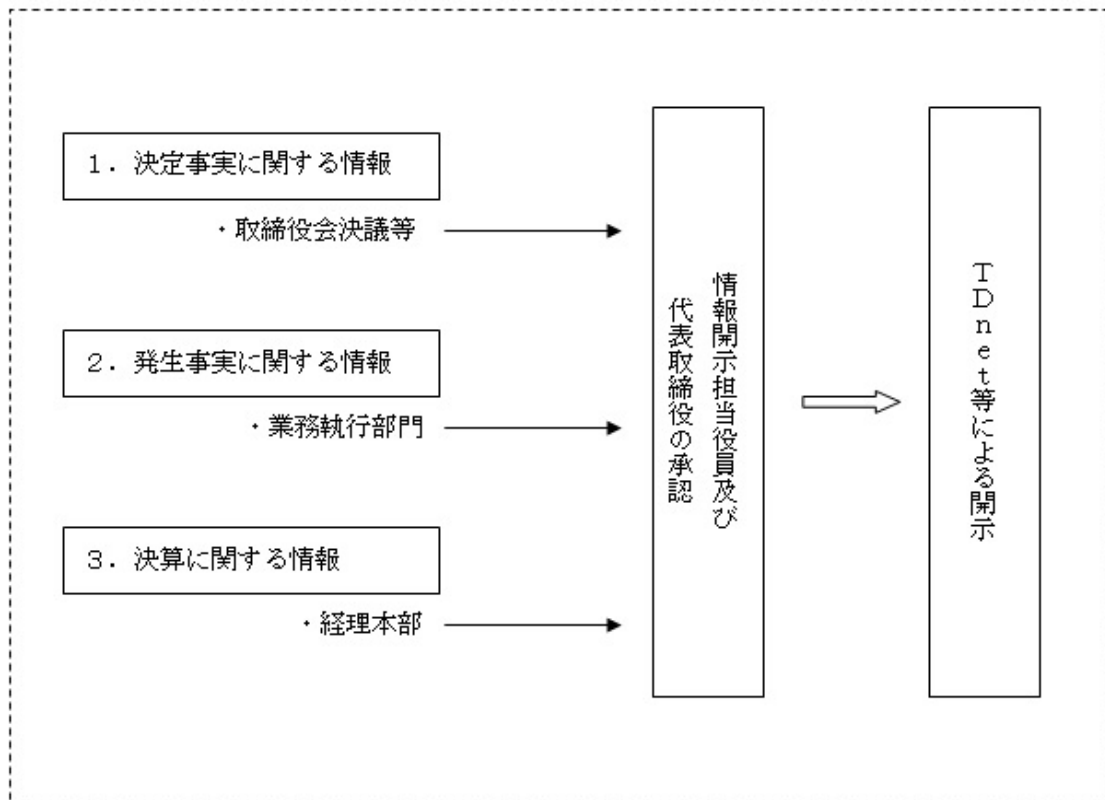 １．決定事実に関する情報
・取締役会決議等
２．発生事実に関する情報
・業務執行部門
３．決算に関する情報
・経理本部
情報開示担当役員及び
代表取締役の承認
ＴＤｎｅｔ等による開示